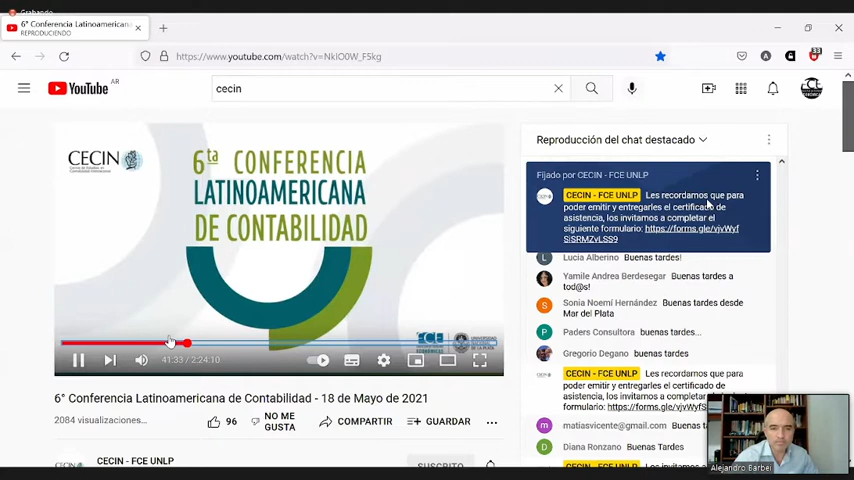 Grabando
6° Conferencia Latinoamericana
REPRODUCIENDO
https://www.youtube.com/watch?v=NkIO0W_F5kg
33
YouTube AR
cecin
CECIN
6ta CONFERENCIA
LATINOAMERICANA
DE CONTABILIDAD
FCE
41:33 / 2:24:10
6° Conferencia Latinoamericana de Contabilidad - 18 de Mayo de 2021
2084 visualizaciones...
96
NO ME
GUSTA
COMPARTIR
GUARDAR
CECIN - FCE UNLP
SUSCRITO
Reproducción del chat destacado
Fijado por CECIN - FCE UNLP
CECIN - FCE UNLP Les recordamos que para
poder emitir y entregarles el certificado de
asistencia, los invitamos a completar el
siguiente formulario: https://forms.gle/vjvWyf
SiSRMZvLSS9
Lucia Alberino Buenas tardes!
Yamile Andrea Berdesegar Buenas tardes a
tod@s!
Sonia Noemí Hernández Buenas tardes desde
Mar del Plata
Paders Consultora Buenas tardes...
Gregorio Degano Buenas tardes
CECIN - FCE UNLP Les recordamos que para
poder emitir y entregarles el certificado de
asistencia, los invitamos a completar el
siguiente formulario: https://forms.gle/vjvWyf
matiasvicente@gmail.com Buenas tardes
Diana Ronzano Buenas Tardes
CECIN - FCE UNLP
Alejandro Barbei